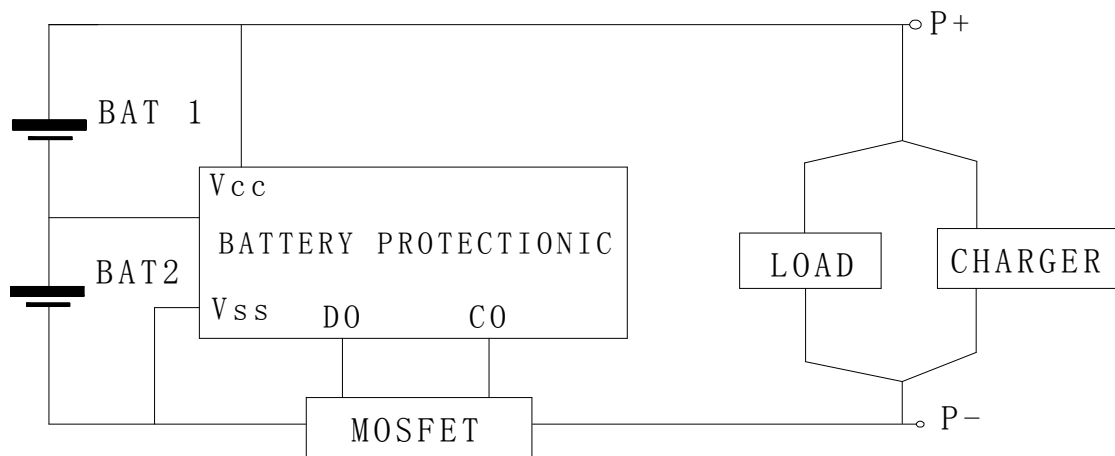 P+
BAT 1
Vcc
BATTERY PROTECTIONIC
BAT2
LOAD
CHARGER
Vss
DO
CO
MOSFET
P-